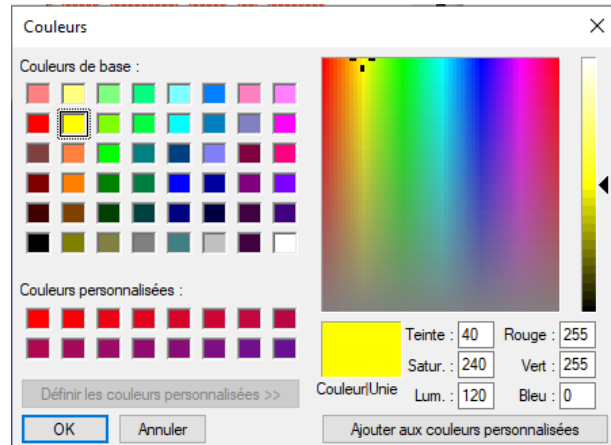 Couleurs
Couleurs de base :
Couleurs personnalisées :
Définir les couleurs personnalisées >>
OK
Annuler
Teinte : 40
Rouge : 255
Satur. : 240
Vert : 255
Couleur|Unie
Lum. : 120
Bleu : 0
Ajouter aux couleurs personnalisées